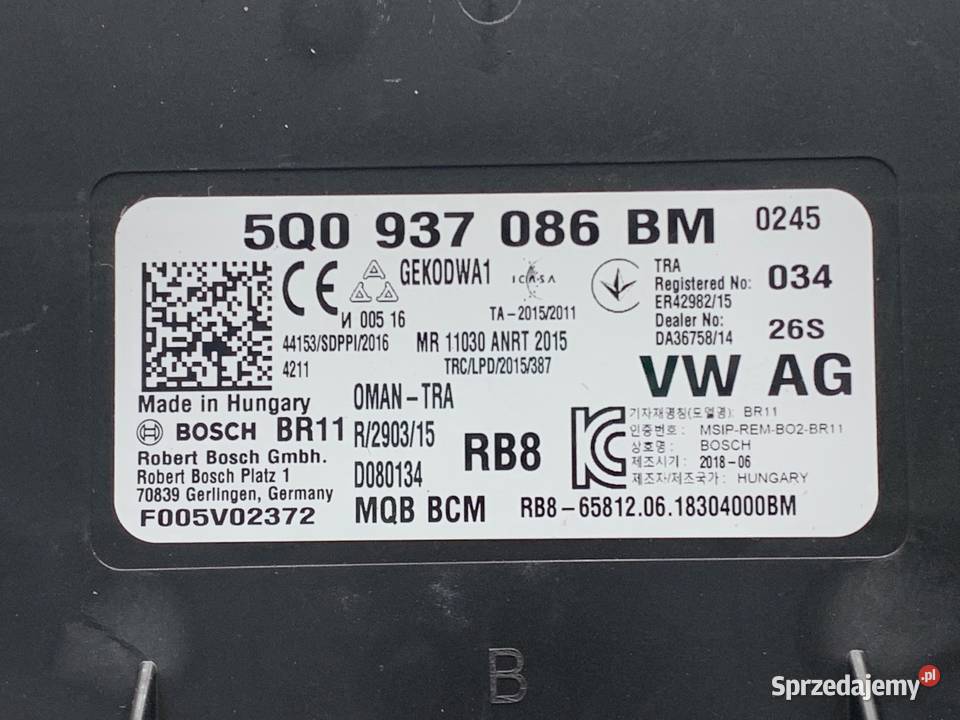 5Q0 937 086 BM 0245
CE GEKODWA1 ICASA
TRA
Registered No: 034
ER42982/15
Dealer No:
DA36758/14 26S
И 005 16
TA-2015/2011
44153/SDPPI/2016 MR 11030 ANRT 2015
4211 TRC/LPD/2015/387
VW AG
Made in Hungary OMAN-TRA
BOSCH BR11 R/2903/15
Robert Bosch Gmbh.
Robert Bosch Platz 1 D080134
70839 Gerlingen, Germany
F005V02372 MQB BCM
RB8
기자재명칭(모델명): BR11
인증번호: MSIP-REM-BO2-BR11
상호명: BOSCH
제조시기: 2018-06
제조자/제조국가: HUNGARY
RB8-65812.06.18304000BM
B
Sprzedajemy.pl